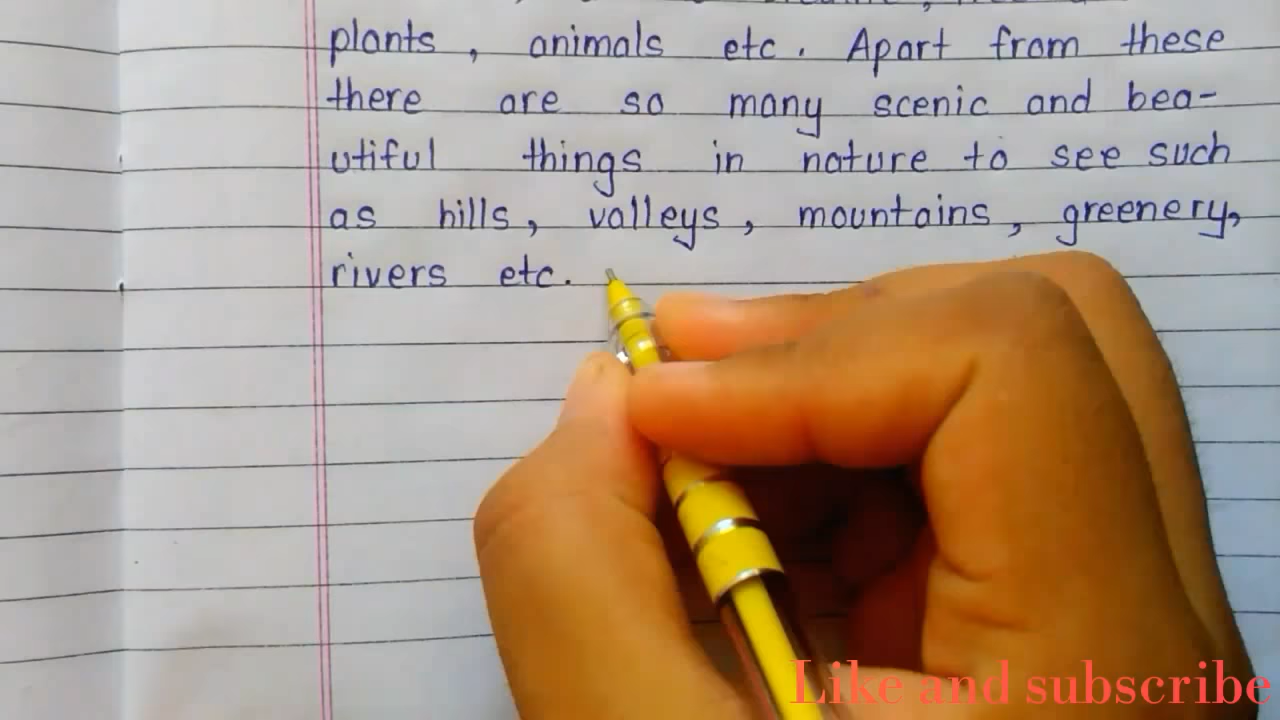 plants, animals etc. Apart from these
there are so many scenic and bea-
utiful things in nature to see such
as hills, valleys, mountains, greenery,
rivers etc.
Like and subscribe